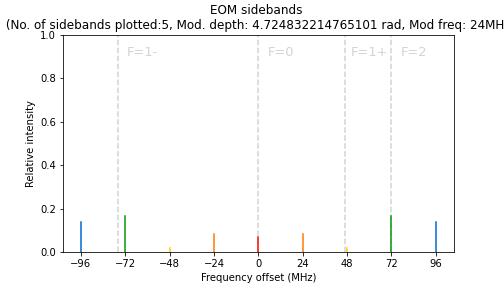 EOM sidebands
(No. of sidebands plotted:5, Mod. depth: 4.724832214765101 rad, Mod freq: 24MH
1.0
F=1-
F=0
F=1+
F=2
0.8
0.6
0.4
0.2
0.0
Relative intensity
−96
−72
−48
−24
0
24
48
72
96
Frequency offset (MHz)